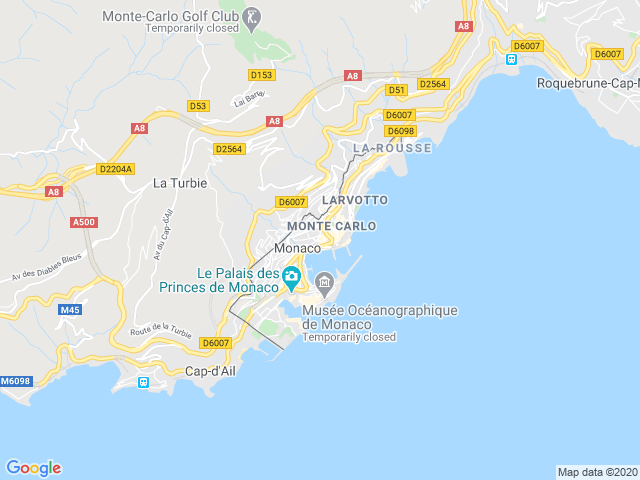 Monte-Carlo Golf Club
Temporarily closed
A8
D6007
D6007
D153
A8
D2564
D51
Roquebrune-Cap-M
Lai Barial
D53
D6007
A8
A8
D6098
D2564
LA-ROUSSE
D2204A
La Turbie
A8
D6007
LARVOTTO
A500
Av du Cap-d'Ail
MONTE CARLO
Monaco
Av des Diables Bleus
Le Palais des
Princes de Monaco
M45
Musée Océanographique
de Monaco
Temporarily closed
Route de la Turbie
D6007
Cap-d'Ail
M6098
Google
Map data ©2020